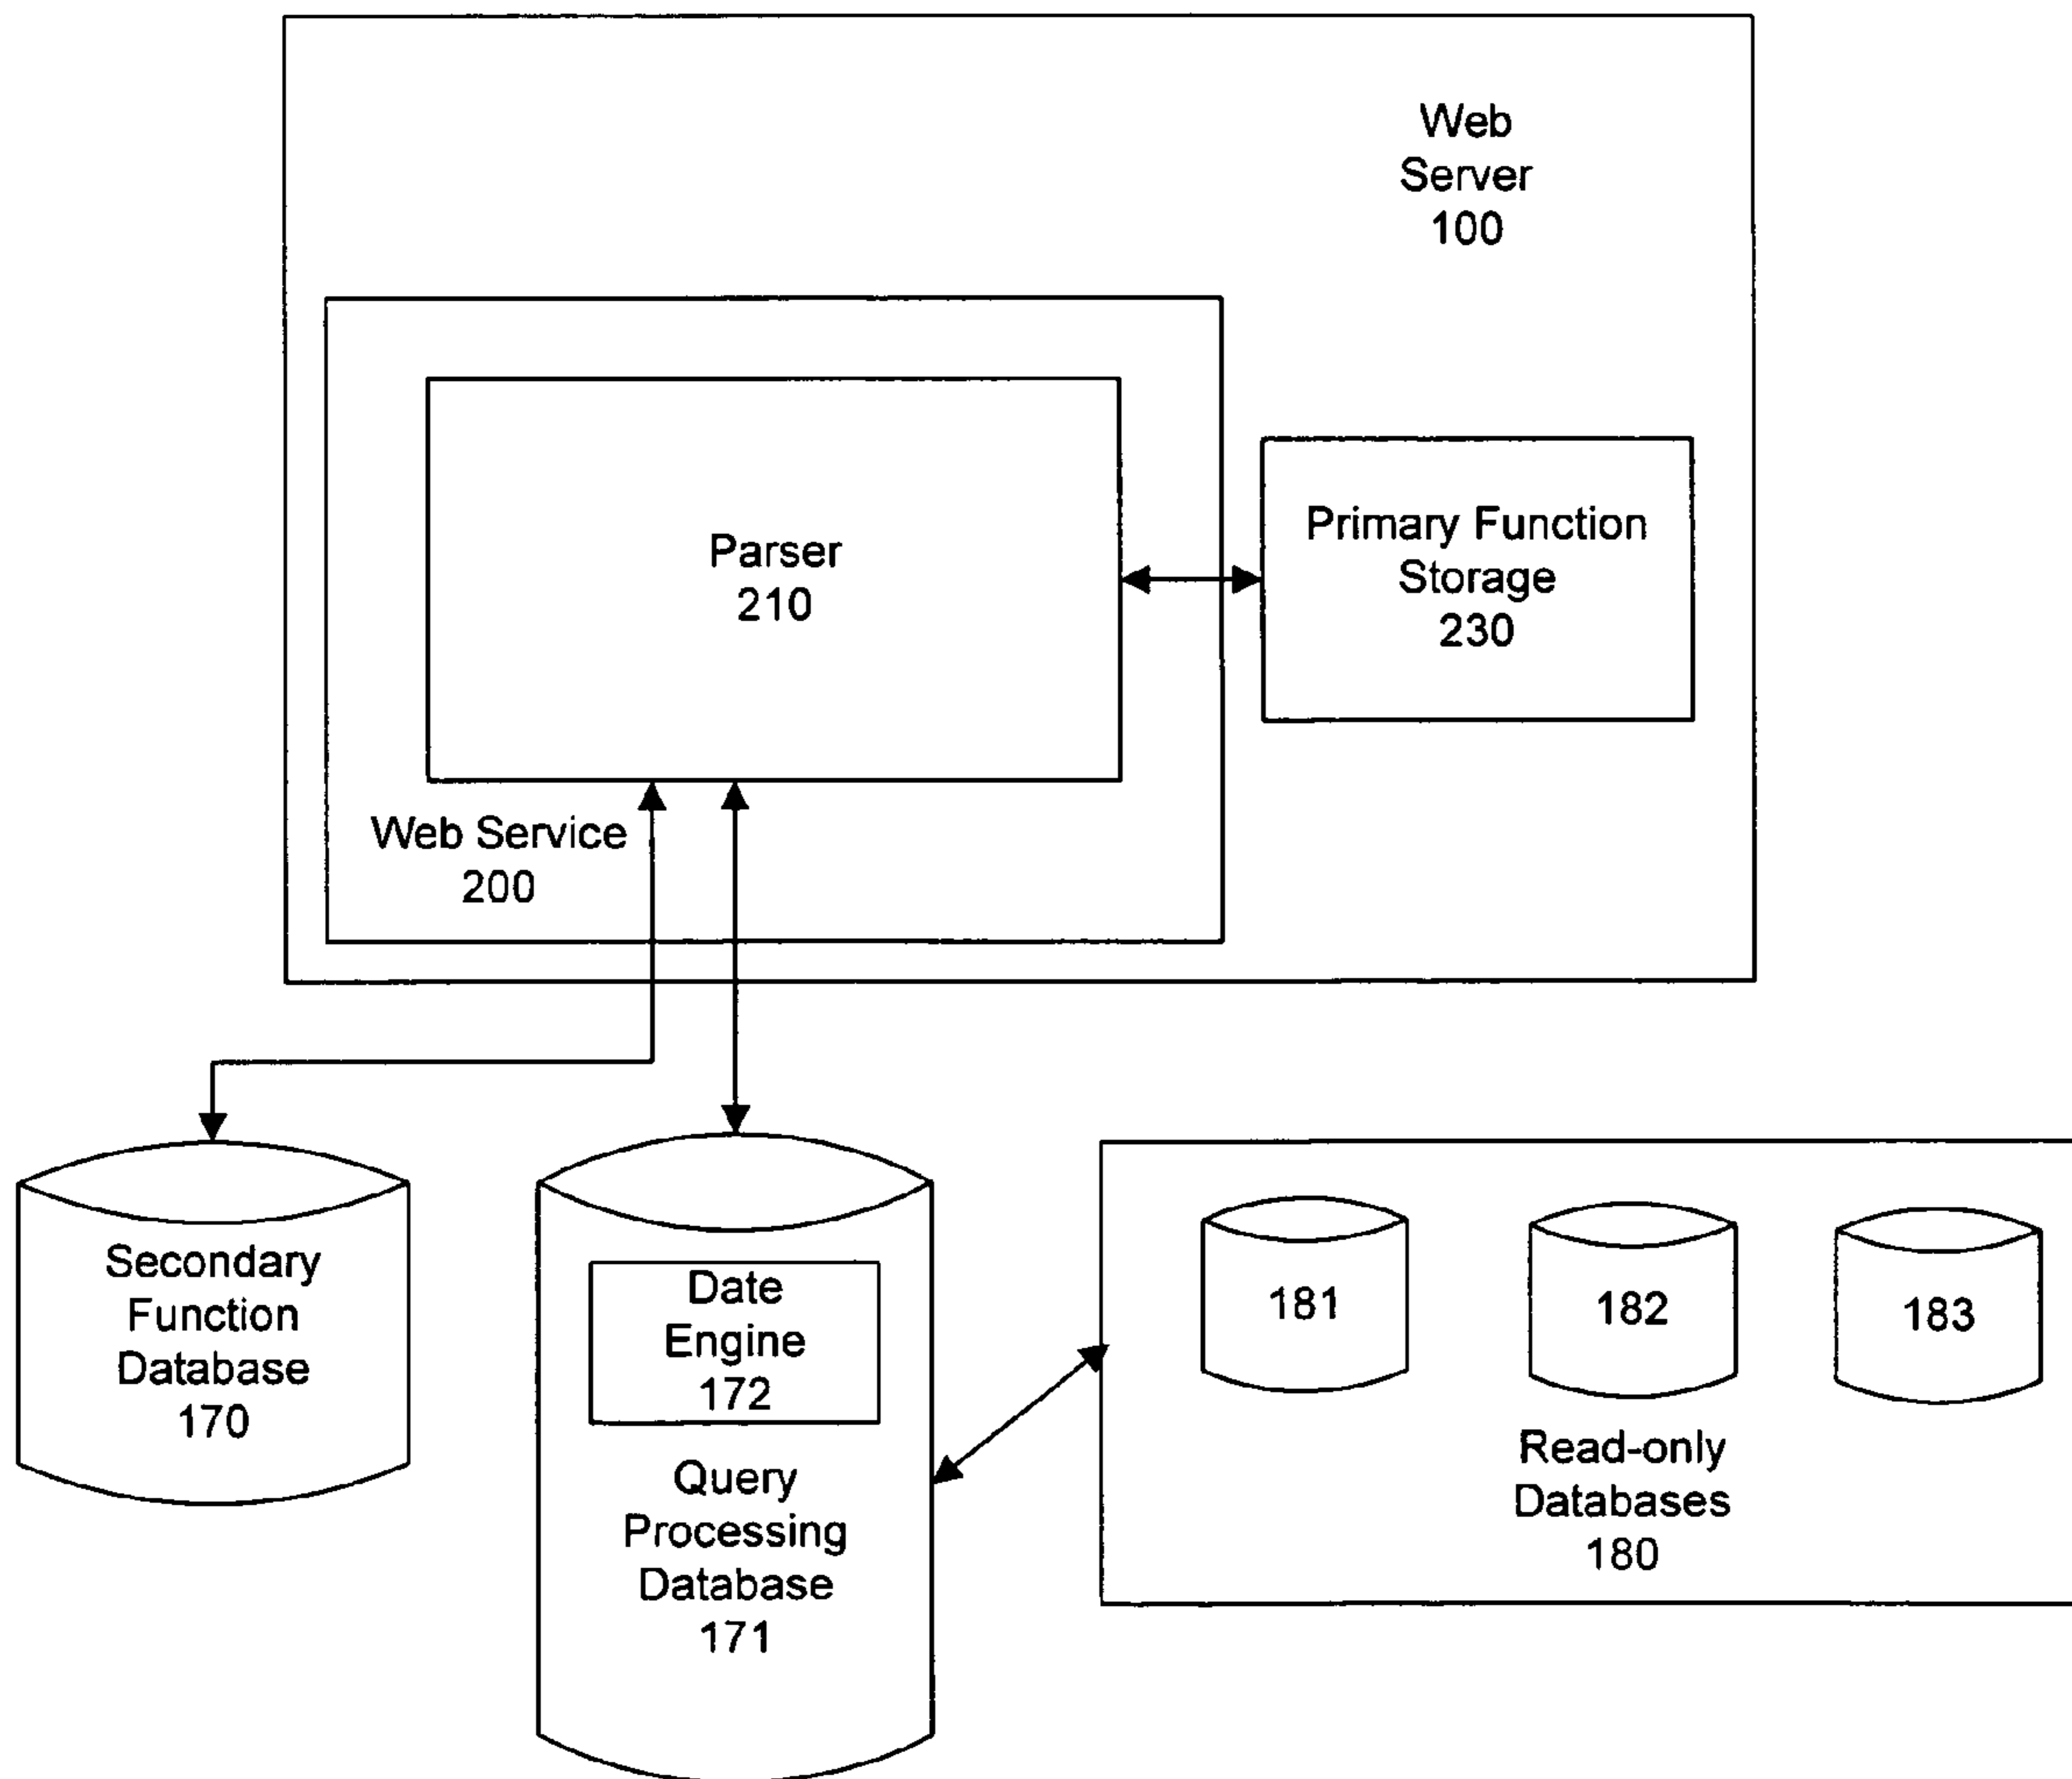 Web
Server
100
Parser
210
Primary Function
Storage
230
Web Service
200
Secondary
Function
Database
170
Date
Engine
172
Query
Processing
Database
171
181
182
183
Read-only
Databases
180